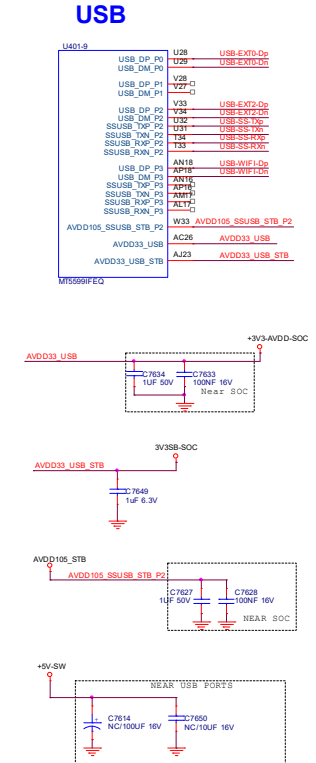 USB
U401-9
USB_DP_P0 U28 USB-EXT0-Dp
USB_DM_P0 U29 USB-EXT0-Dn
USB_DP_P1 V28
USB_DM_P1 V27
USB_DP_P2 V33 USB-EXT2-Dp
USB_DM_P2 V34 USB-EXT2-Dn
SSUSB_TXP_P2 U32 USB-SS-TXp
SSUSB_TXN_P2 U31 USB-SS-TXn
SSUSB_RXP_P2 T34 USB-SS-RXp
SSUSB_RXN_P2 T33 USB-SS-RXn
USB_DP_P3 AN18 USB-WIFI-Dp
USB_DM_P3 AP18 USB-WIFI-Dn
SSUSB_TXP_P3 AN16
SSUSB_TXN_P3 AP16
SSUSB_RXP_P3 AM17
SSUSB_RXN_P3 AL17
AVDD105_SSUSB_STB_P2 W33 AVDD105_SSUSB_STB_P2
AVDD33_USB AC26 AVDD33_USB
AVDD33_USB_STB AJ23 AVDD33_USB_STB
MT5599IFEQ
+3V3-AVDD-SOC
AVDD33_USB
C7634 C7633
1UF 50V 100NF 16V
Near SOC
3V3SB-SOC
AVDD33_USB_STB
C7649
1uF 6.3V
AVDD105_STB
AVDD105_SSUSB_STB_P2
C7627 C7628
1UF 50V 100NF 16V
NEAR SOC
+5V-SW
NEAR USB PORTS
C7614 C7650
NC/100UF 16V NC/10UF 16V